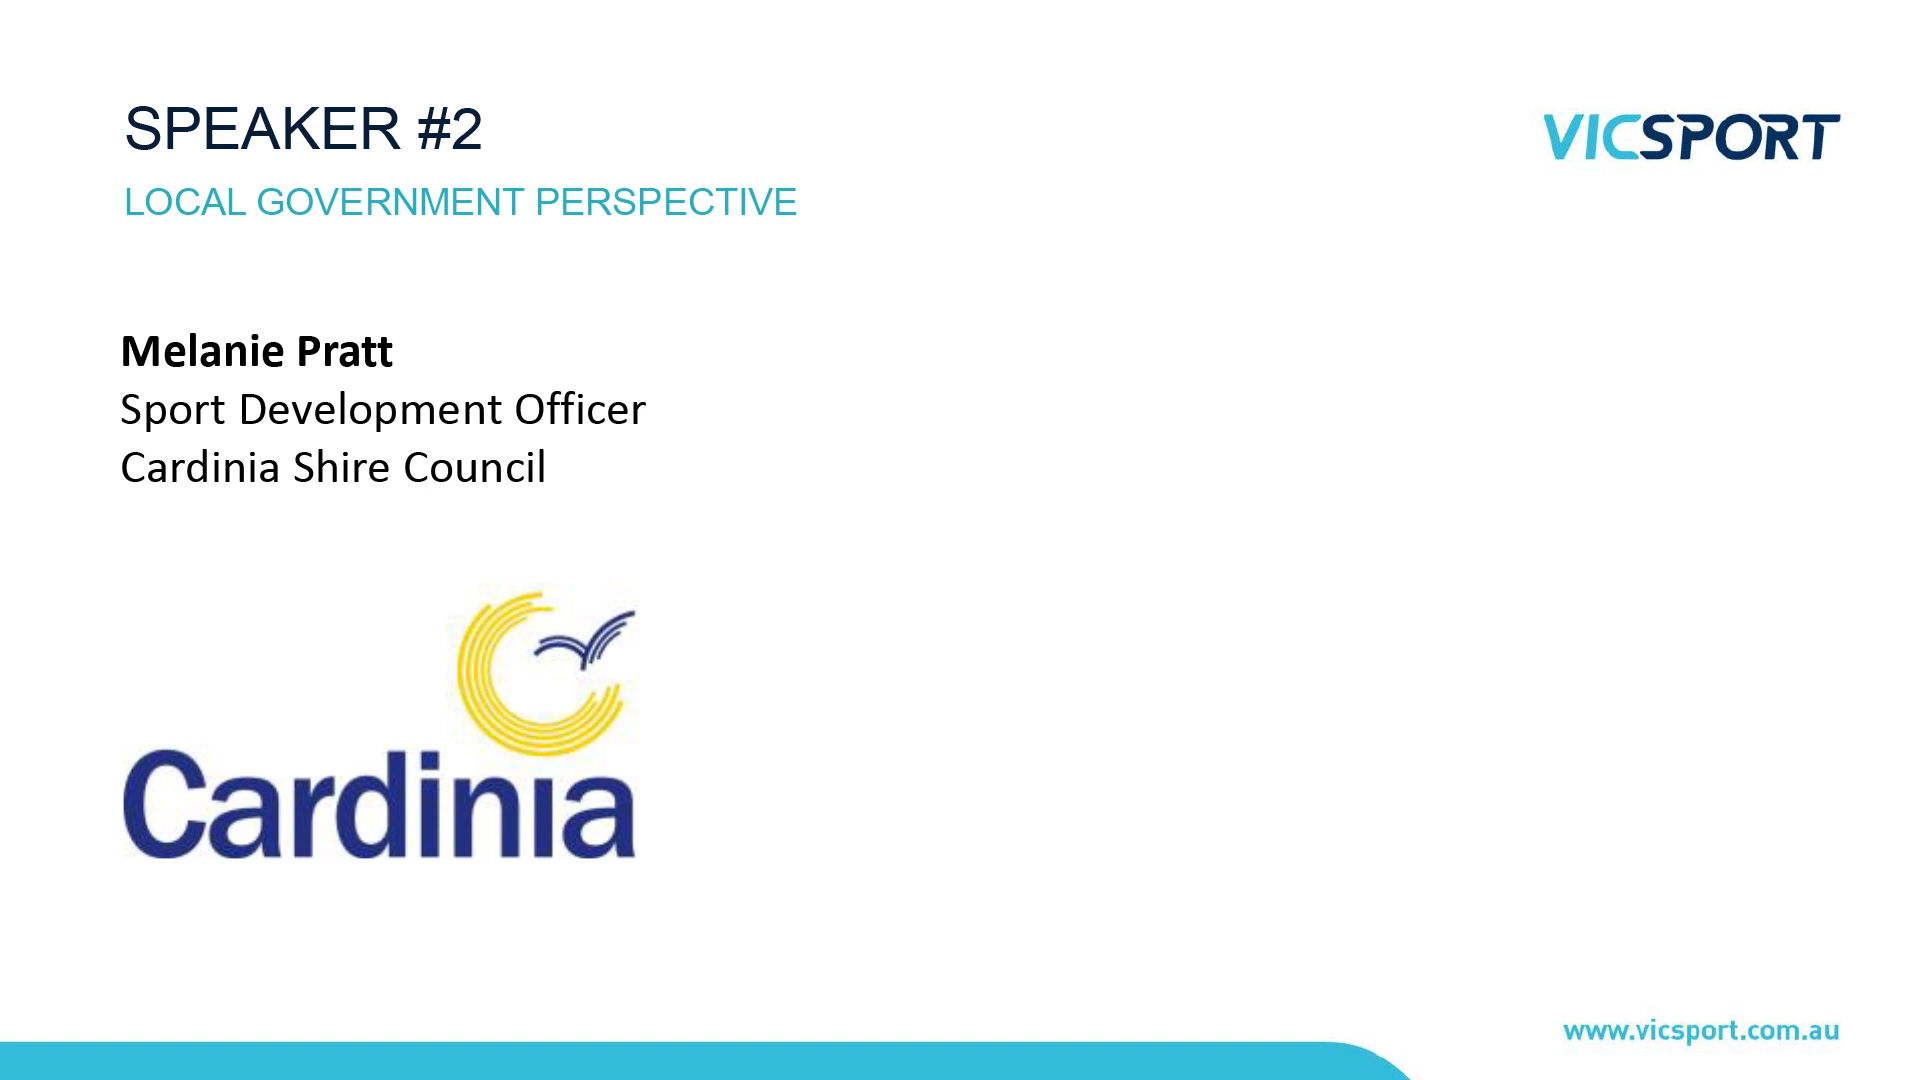 SPEAKER #2
VICSPORT
LOCAL GOVERNMENT PERSPECTIVE
Melanie Pratt
Sport Development Officer
Cardinia Shire Council
Cardinia
www.vicsport.com.au